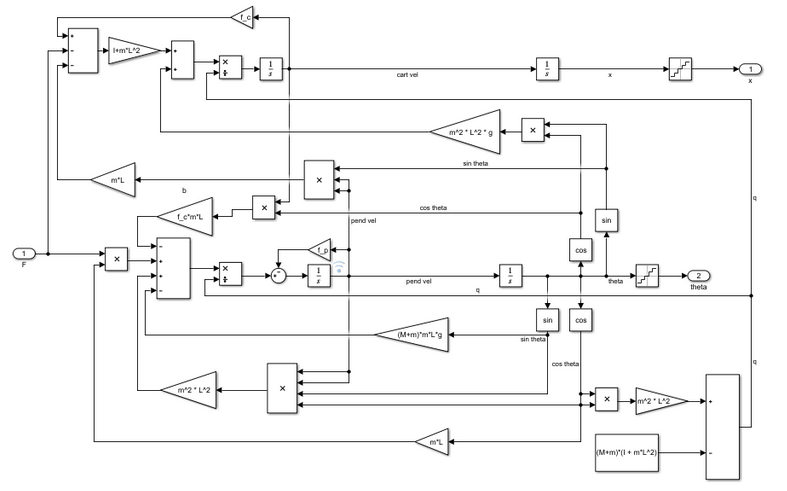 f_c
+
-
-
I+m*L^2
+
+
×
÷
1
s
cart vel
1
s
x
1
x
m^2 * L^2 * g
×
sin theta
m*L
×
b
q
f_c*m*L
×
cos theta
pend vel
sin
1
F
×
-
+
+
-
×
÷
+
f_p
1
s
pend vel
1
s
cos
theta
2
theta
q
(M+m)*m*L*g
sin
sin theta
cos
cos theta
q
m^2 * L^2
×
×
m^2 * L^2
+
-
m*L
(M+m)*(I + m*L^2)